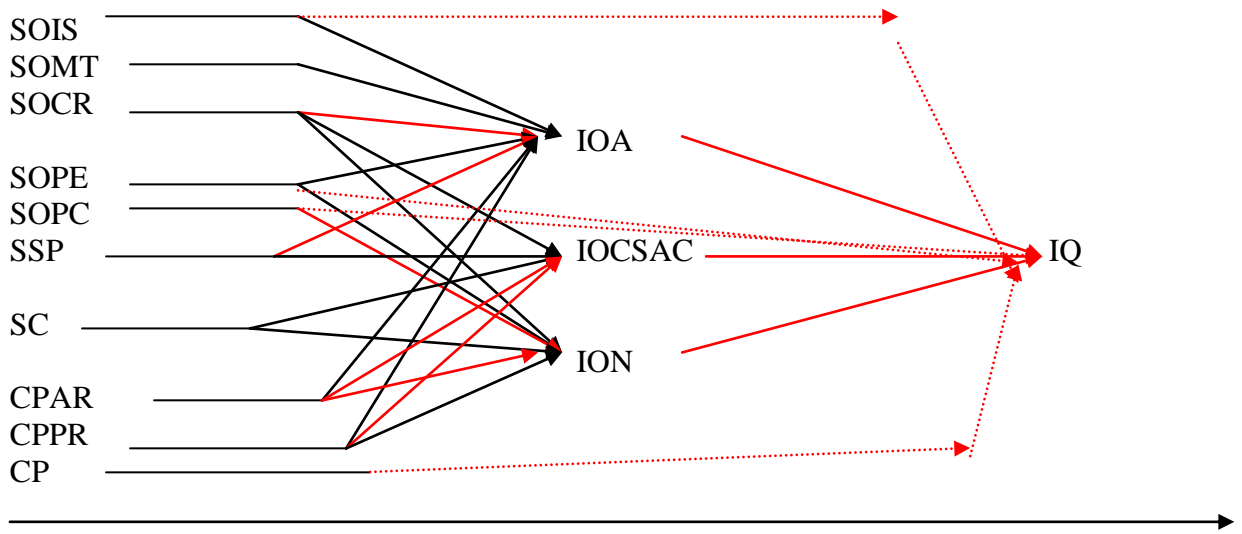 SOIS
SOMT
SOCR
IOA
SOPE
SOPC
SSP
IOCSAC
IQ
SC
ION
CPAR
CPPR
CP